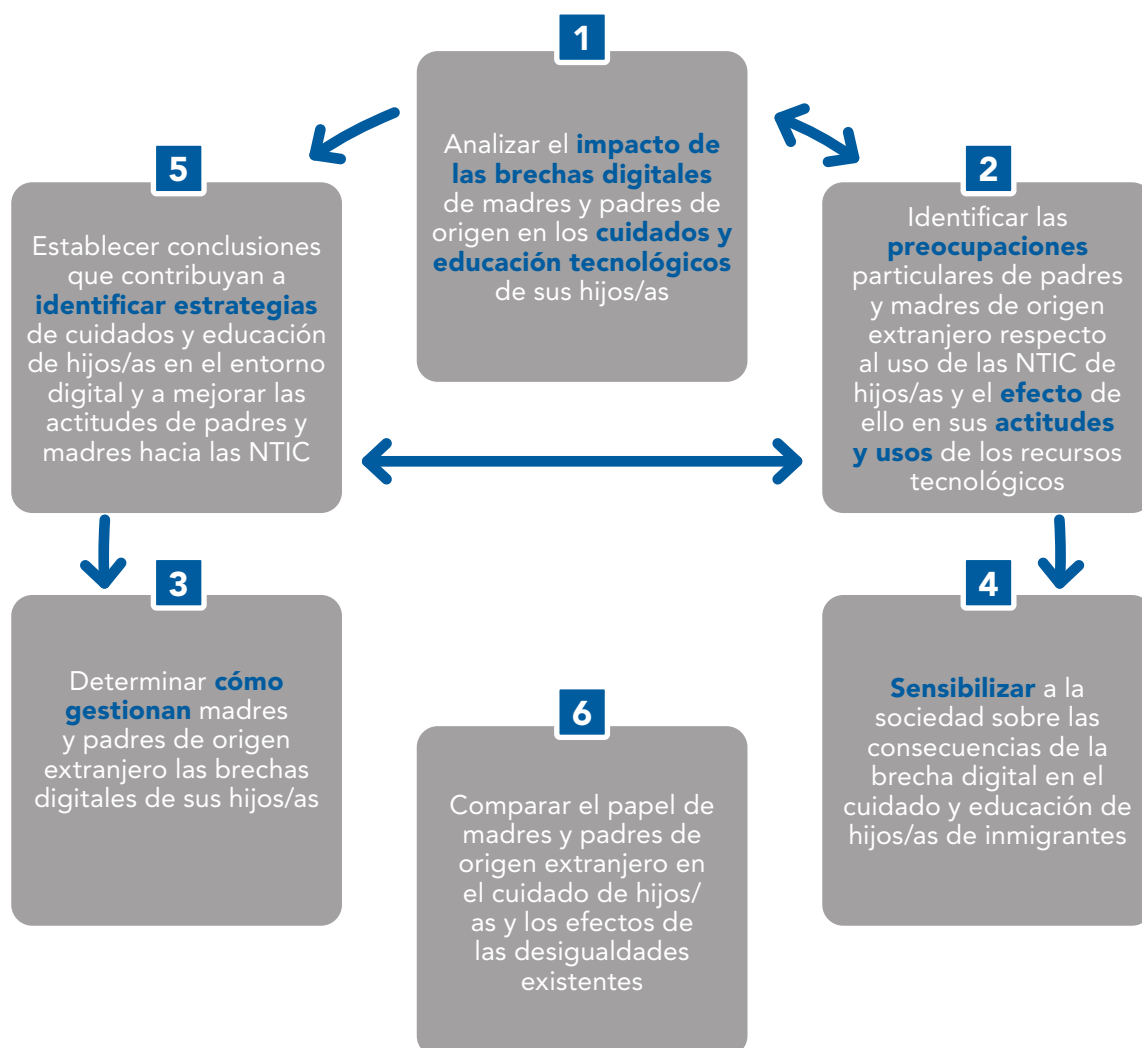 1
Analizar el impacto de
las brechas digitales
de madres y padres de
origen en los cuidados y
educación tecnológicos
de sus hijos/as
5
Establecer conclusiones
que contribuyan a
identificar estrategias
de cuidados y educación
de hijos/as en el entorno
digital y a mejorar las
actitudes de padres y
madres hacia las NTIC
2
Identificar las
preocupaciones
particulares de padres
y madres de origen
extranjero respecto
al uso de las NTIC de
hijos/as y el efecto de
ello en sus actitudes
y usos de los recursos
tecnológicos
3
Determinar cómo
gestionan madres
y padres de origen
extranjero las brechas
digitales de sus hijos/as
4
Sensibilizar a la
sociedad sobre las
consecuencias de la
brecha digital en el
cuidado y educación de
hijos/as de inmigrantes
6
Comparar el papel de
madres y padres de
origen extranjero en
el cuidado de hijos/
as y los efectos de
las desigualdades
existentes